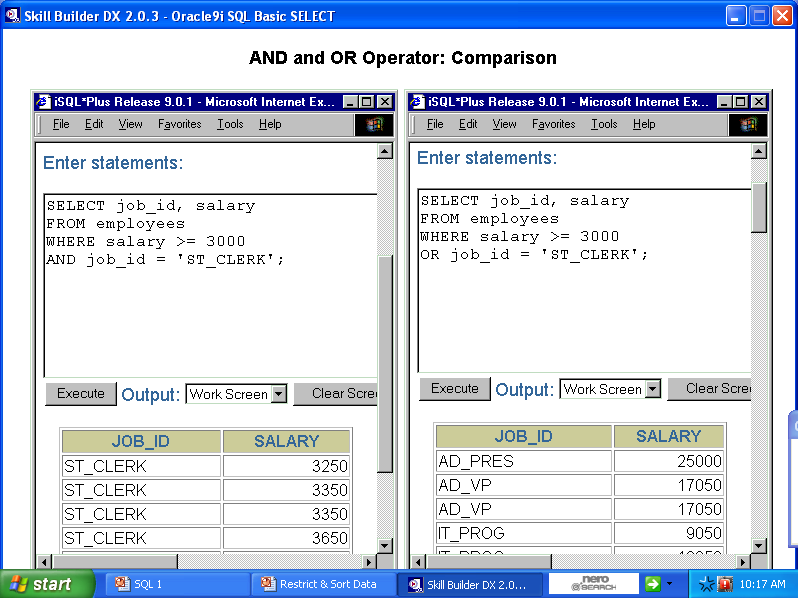 Skill Builder DX 2.0.3 - Oracle9i SQL Basic SELECT
AND and OR Operator: Comparison
iSQL*Plus Release 9.0.1 - Microsoft Internet Ex...
File Edit View Favorites Tools Help
Enter statements:
SELECT job_id, salary
FROM employees
WHERE salary >= 3000
AND job_id = 'ST_CLERK';
Execute Output: Work Screen Clear Scre
JOB_ID SALARY
ST_CLERK 3250
ST_CLERK 3350
ST_CLERK 3350
ST_CLERK 3650
iSQL*Plus Release 9.0.1 - Microsoft Internet Ex...
File Edit View Favorites Tools Help
Enter statements:
SELECT job_id, salary
FROM employees
WHERE salary >= 3000
OR job_id = 'ST_CLERK';
Execute Output: Work Screen Clear Scre
JOB_ID SALARY
AD_PRES 25000
AD_VP 17050
AD_VP 17050
IT_PROG 9050
start SQL 1 Restrict & Sort Data Skill Builder DX 2.0... nero @SEARCH 10:17 AM